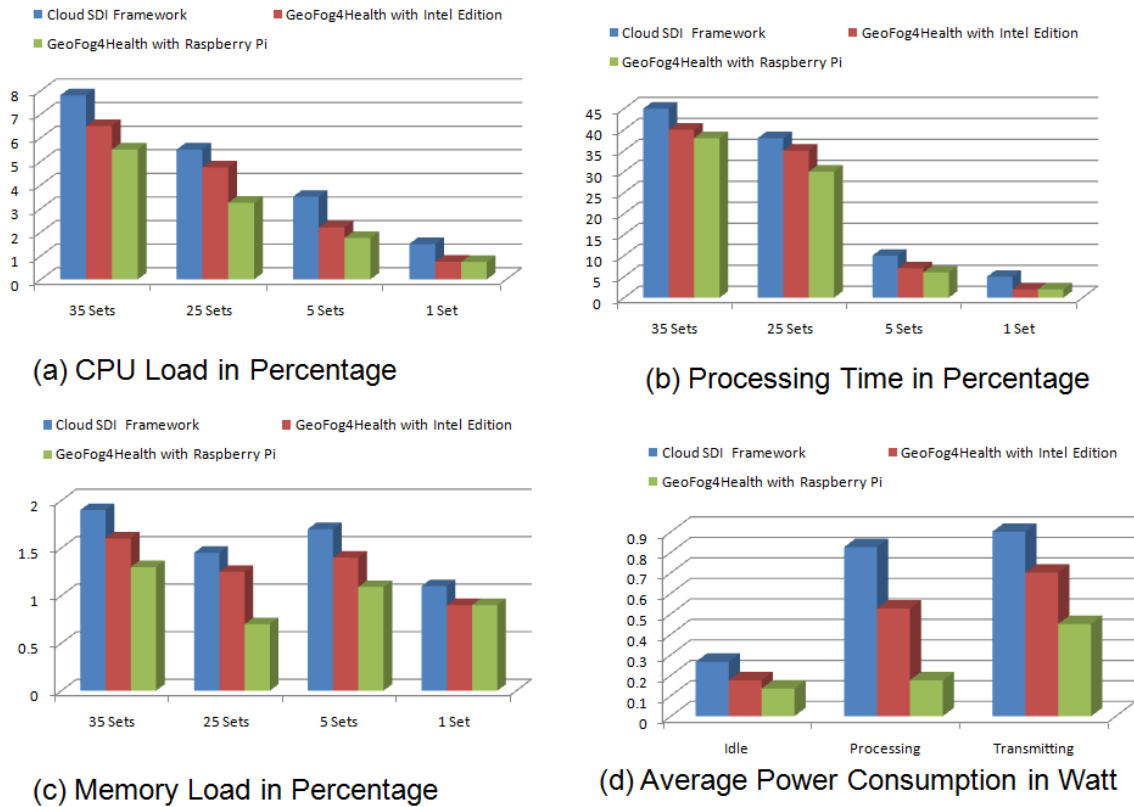 Cloud SDI Framework GeoFog4Health with Intel Edition
GeoFog4Health with Raspberry Pi
8
7
6
5
4
3
2
1
0
35 Sets 25 Sets 5 Sets 1 Set
(a) CPU Load in Percentage
Cloud SDI Framework GeoFog4Health with Intel Edition
GeoFog4Health with Raspberry Pi
45
40
35
30
25
20
15
10
5
0
35 Sets 25 Sets 5 Sets 1 Set
(b) Processing Time in Percentage
Cloud SDI Framework GeoFog4Health with Intel Edition
GeoFog4Health with Raspberry Pi
2
1.5
1
0.5
0
35 Sets 25 Sets 5 Sets 1 Set
(c) Memory Load in Percentage
Cloud SDI Framework GeoFog4Health with Intel Edition
GeoFog4Health with Raspberry Pi
0.9
0.8
0.7
0.6
0.5
0.4
0.3
0.2
0.1
0
Idle Processing Transmitting
(d) Average Power Consumption in Watt